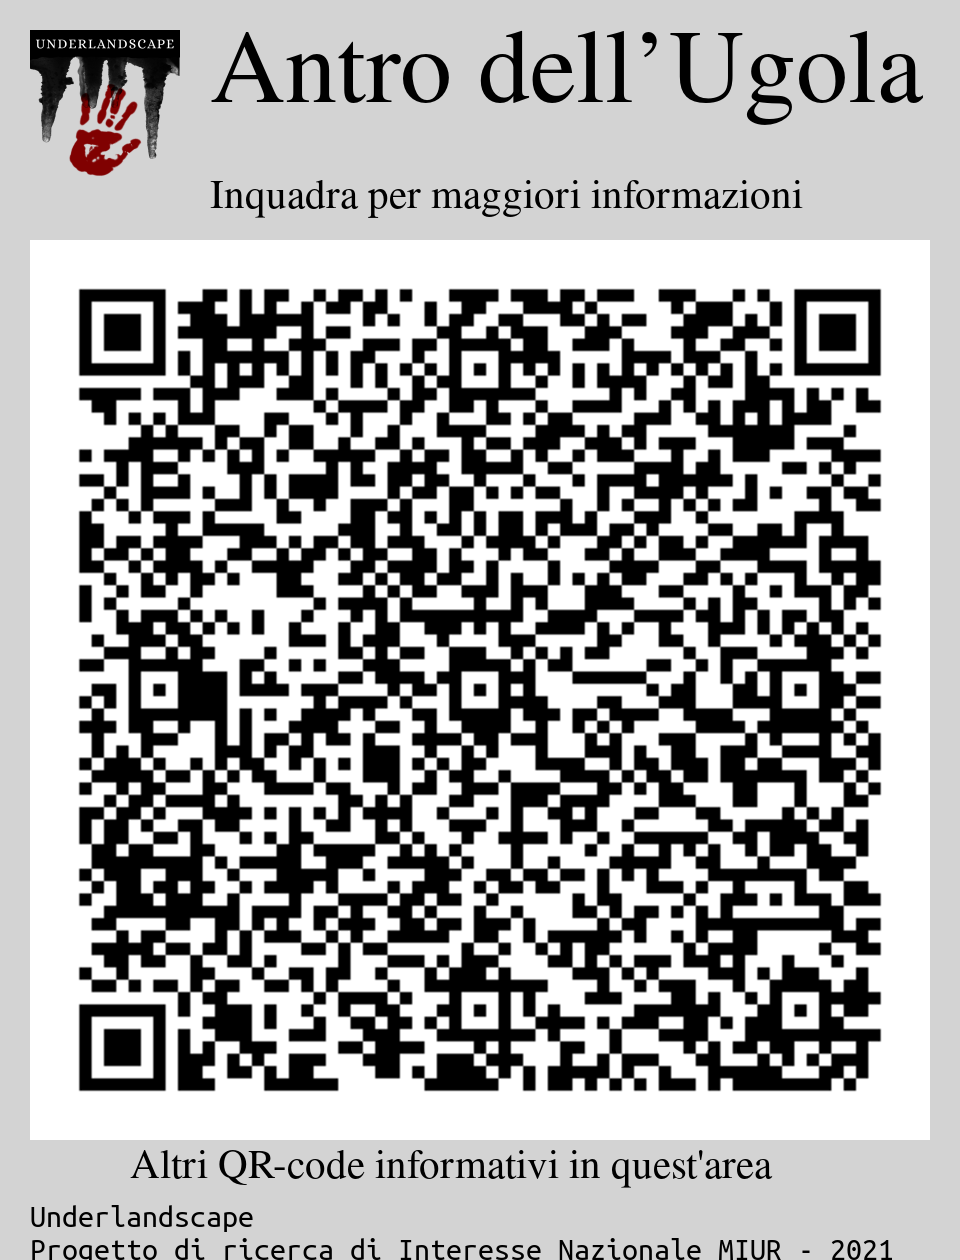 UNDERLANDSCAPE
Antro dell’Ugola
Inquadra per maggiori informazioni
Altri QR-code informativi in quest'area
Underlandscape
Progetto di ricerca di Interesse Nazionale MIUR - 2021